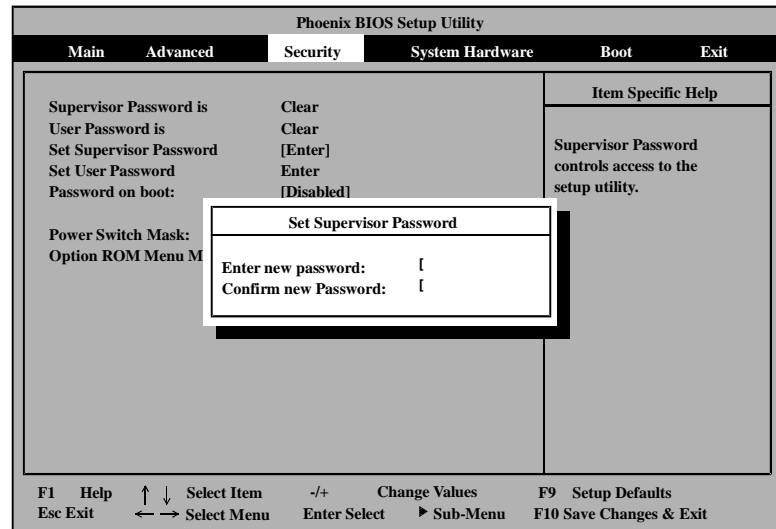 Phoenix BIOS Setup Utility
Main Advanced Security System Hardware Boot Exit
Item Specific Help
Supervisor Password is Clear
User Password is Clear
Set Supervisor Password [Enter]
Set User Password Enter
Password on boot: [Disabled]
Power Switch Mask:
Option ROM Menu M
Supervisor Password
controls access to the
setup utility.
Set Supervisor Password
Enter new password: [
Confirm new Password: [
F1 Help ↑ ↓ Select Item -/+ Change Values F9 Setup Defaults
Esc Exit ← → Select Menu Enter Select ▶ Sub-Menu F10 Save Changes & Exit